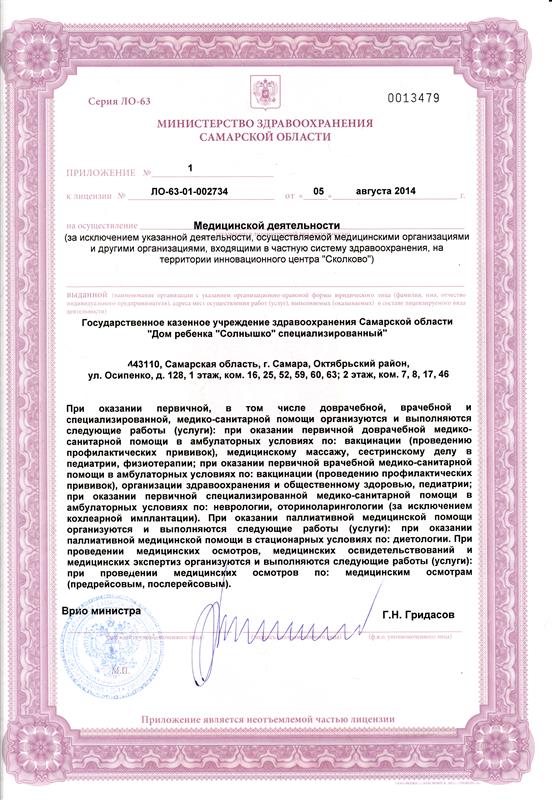 Серия ЛО-63
0013479
МИНИСТЕРСТВО ЗДРАВООХРАНЕНИЯ
САМАРСКОЙ ОБЛАСТИ
ПРИЛОЖЕНИЕ № 1
к лицензии № ЛО-63-01-002734 от «05» августа 2014 г.
на осуществление Медицинской деятельности
(за исключением указанной деятельности, осуществляемой медицинскими организациями
и другими организациями, входящими в частную систему здравоохранения, на
территории инновационного центра "Сколково")
выданной (наименование организации с указанием организационно-правовой формы юридического лица (фамилия, имя, отчество
индивидуального предпринимателя), адреса мест осуществления работ (услуг), выполняемых (оказываемых) в составе лицензируемого вида
деятельности)
Государственное казенное учреждение здравоохранения Самарской области
"Дом ребенка "Солнышко" специализированный"
443110, Самарская область, г. Самара, Октябрьский район,
ул. Осипенко, д. 128, 1 этаж, ком. 16, 25, 52, 59, 60, 63; 2 этаж, ком. 7, 8, 17, 46
При оказании первичной, в том числе доврачебной, врачебной и
специализированной, медико-санитарной помощи организуются и выполняются
следующие работы (услуги): при оказании первичной доврачебной медико-
санитарной помощи в амбулаторных условиях по: вакцинации (проведению
профилактических прививок), медицинскому массажу, сестринскому делу в
педиатрии, физиотерапии; при оказании первичной врачебной медико-санитарной
помощи в амбулаторных условиях по: вакцинации (проведению профилактических
прививок), организации здравоохранения и общественному здоровью, педиатрии;
при оказании первичной специализированной медико-санитарной помощи в
амбулаторных условиях по: неврологии, оториноларингологии (за исключением
кохлеарной имплантации). При оказании паллиативной медицинской помощи
организуются и выполняются следующие работы (услуги): при оказании
паллиативной медицинской помощи в стационарных условиях по: диетологии. При
проведении медицинских осмотров, медицинских освидетельствований и
медицинских экспертиз организуются и выполняются следующие работы (услуги):
при проведении медицинских осмотров по: медицинским осмотрам
(предрейсовым, послерейсовым).
Врио министра Г.Н. Гридасов
(должность уполномоченного лица) (подпись уполномоченного лица) (ф.и.о. уполномоченного лица)
М.П.
Приложение является неотъемлемой частью лицензии